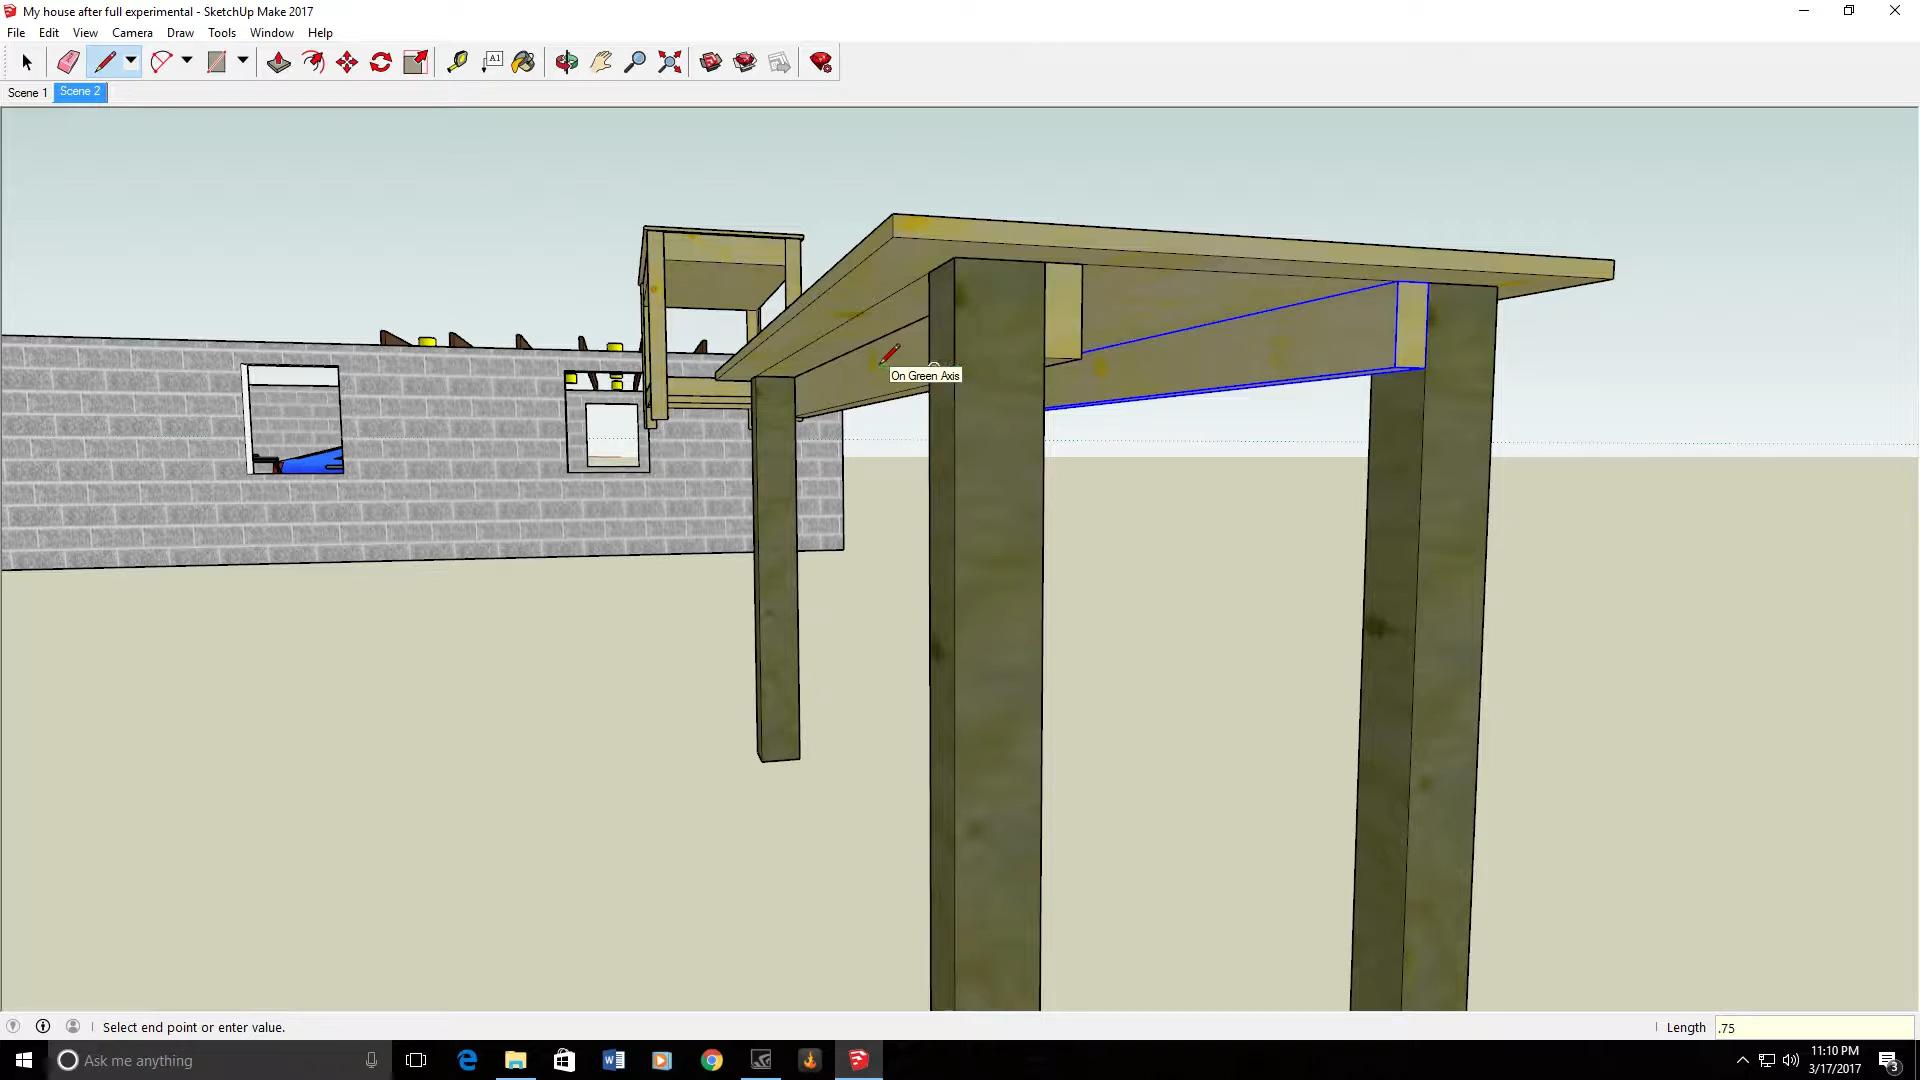 My house after full experimental - SketchUp Make 2017
File Edit View Camera Draw Tools Window Help
A1
Scene 1 Scene 2
On Green Axis
Select end point or enter value.
Length .75
Ask me anything
11:10 PM
3/17/2017
3